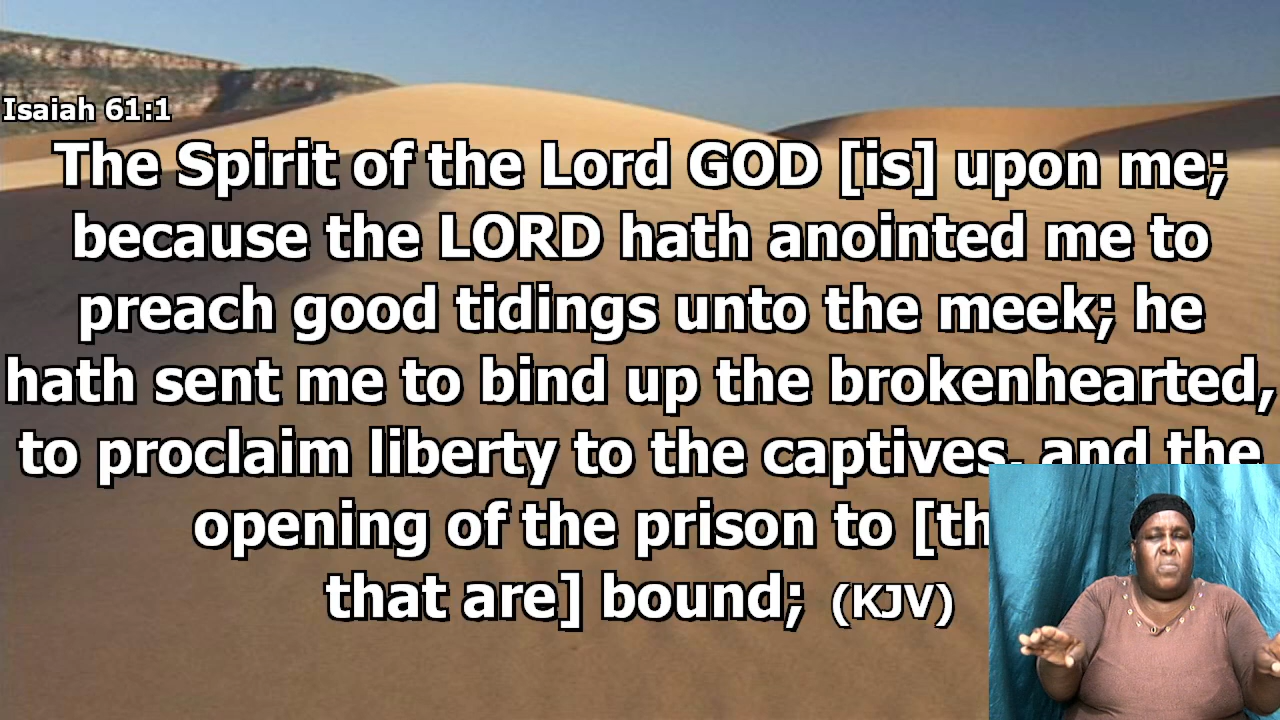 Isaiah 61:1
The Spirit of the Lord GOD [is] upon me;
because the LORD hath anointed me to
preach good tidings unto the meek; he
hath sent me to bind up the brokenhearted,
to proclaim liberty to the captives, and the
opening of the prison to
that are] bound; (KJV)